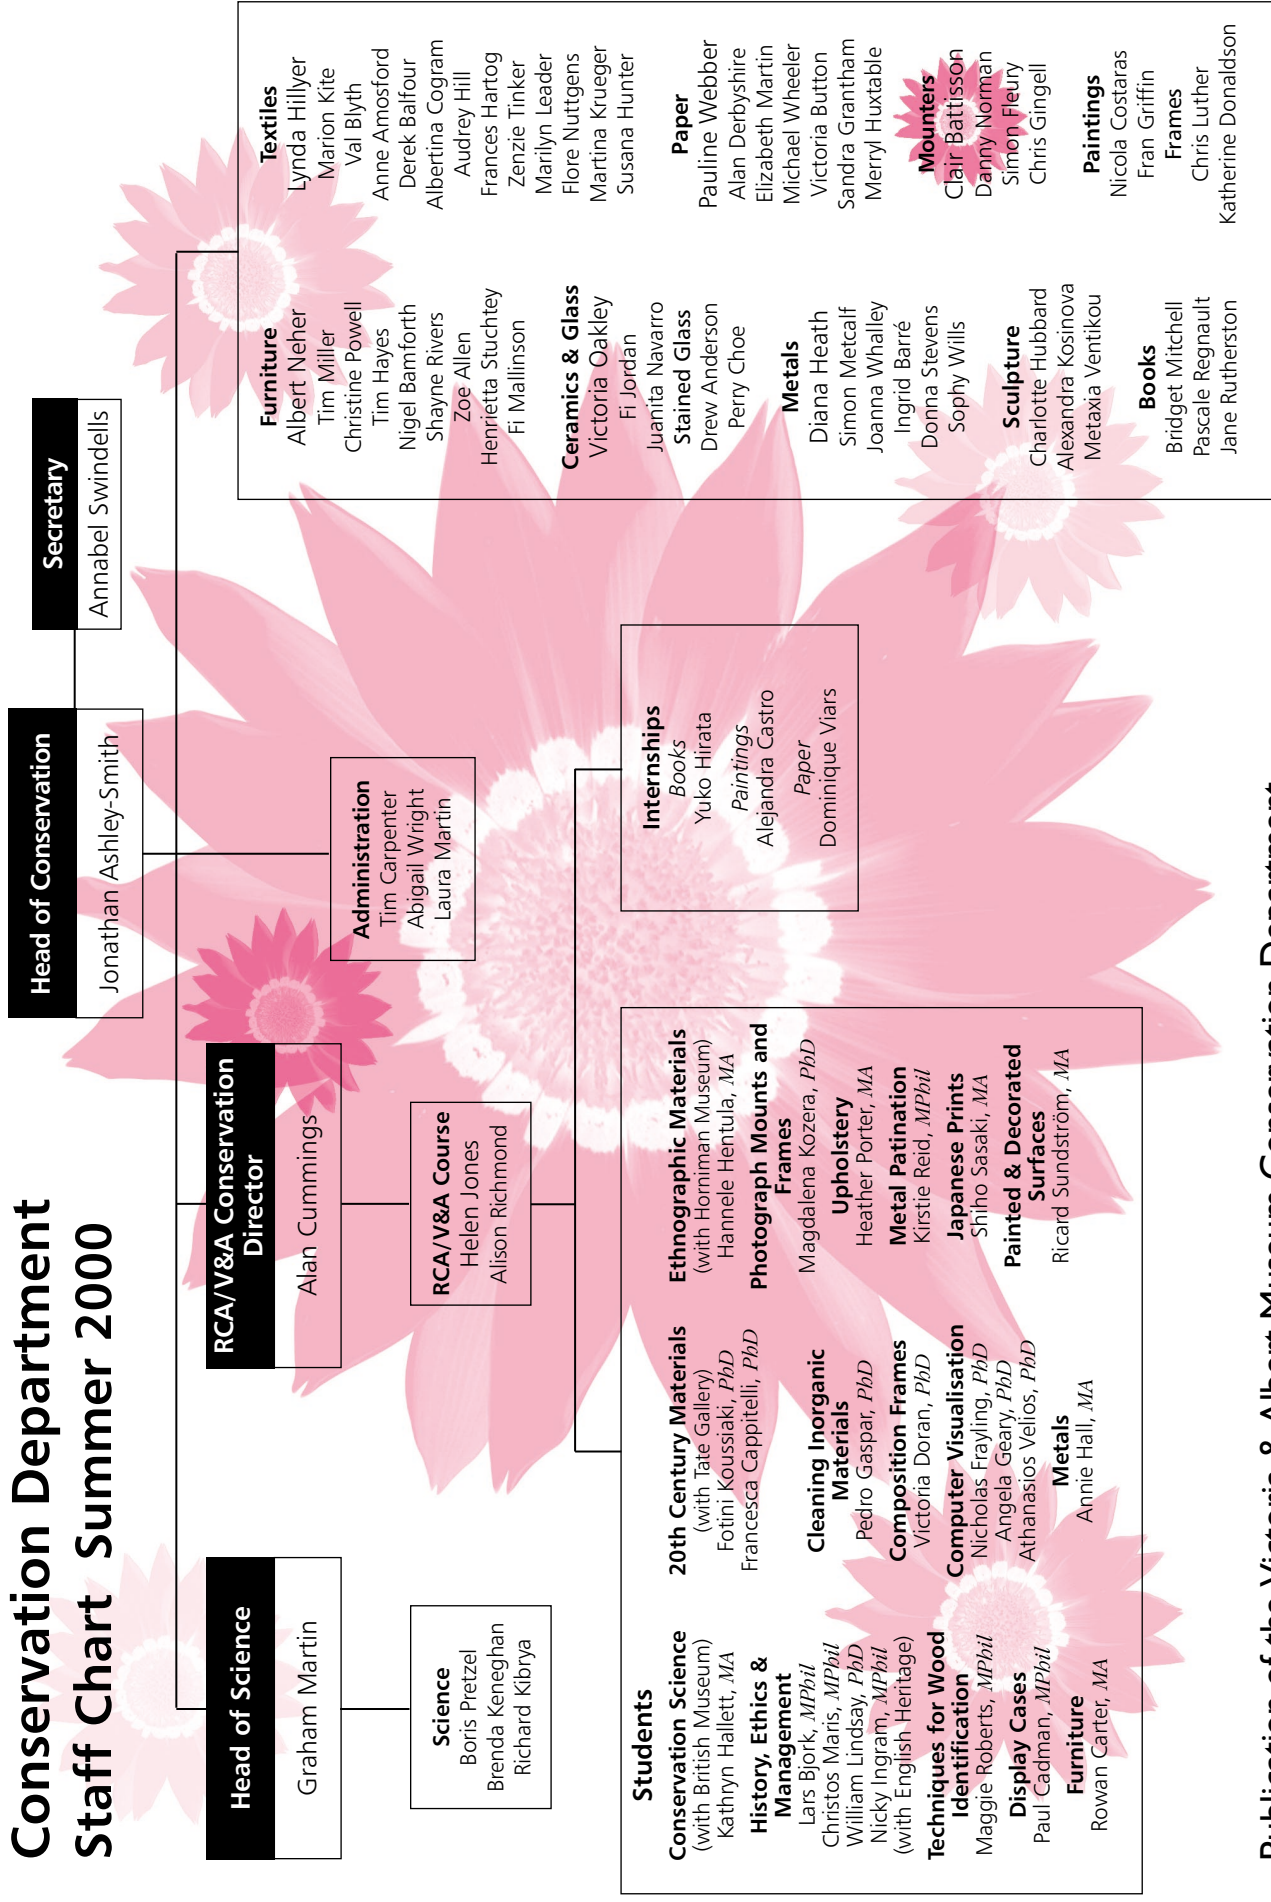 Conservation Department
Staff Chart Summer 2000
Head of Conservation
Jonathan Ashley-Smith
Secretary
Annabel Swindells
Head of Science
Graham Martin
Science
Boris Pretzel
Brenda Keneghan
Richard Kibrya
RCA/V&A Conservation
Director
Alan Cummings
RCA/V&A Course
Helen Jones
Alison Richmond
Administration
Tim Carpenter
Abigail Wright
Laura Martin
Students
Conservation Science
(with British Museum)
Kathryn Hallett, MA
History, Ethics &
Management
Lars Bjork, MPhil
Christos Maris, MPhil
William Lindsay, PhD
Nicky Ingram, MPhil
(with English Heritage)
Techniques for Wood
Identification
Maggie Roberts, MPhil
Display Cases
Paul Cadman, MPhil
Furniture
Rowan Carter, MA
20th Century Materials
(with Tate Gallery)
Fotini Koussiaki, PhD
Francesca Cappitelli, PhD
Cleaning Inorganic
Materials
Pedro Gaspar, PhD
Composition Frames
Victoria Doran, PhD
Computer Visualisation
Nicholas Frayling, PhD
Angela Geary, PhD
Athanasios Velios, PhD
Metals
Annie Hall, MA
Ethnographic Materials
(with Horniman Museum)
Hannele Hentula, MA
Photograph Mounts and
Frames
Magdalena Kozera, PhD
Upholstery
Heather Porter, MA
Metal Patination
Kirstie Reid, MPhil
Japanese Prints
Shiho Sasaki, MA
Painted & Decorated
Surfaces
Ricard Sundström, MA
Internships
Books
Yuko Hirata
Paintings
Alejandra Castro
Paper
Dominique Viars
Furniture
Albert Neher
Tim Miller
Christine Powell
Tim Hayes
Nigel Bamforth
Shayne Rivers
Zoe Allen
Henrietta Stuchtey
Fi Mallinson
Ceramics & Glass
Victoria Oakley
Fi Jordan
Juanita Navarro
Stained Glass
Drew Anderson
Perry Choe
Metals
Diana Heath
Simon Metcalf
Joanna Whalley
Ingrid Barré
Donna Stevens
Sophy Wills
Sculpture
Charlotte Hubbard
Alexandra Kosinova
Metaxia Ventikou
Books
Bridget Mitchell
Pascale Regnault
Jane Rutherston
Textiles
Lynda Hillyer
Marion Kite
Val Blyth
Anne Amosford
Derek Balfour
Albertina Cogram
Audrey Hill
Frances Hartog
Zenzie Tinker
Marilyn Leader
Flore Nuttgens
Martina Krueger
Susana Hunter
Paper
Pauline Webber
Alan Derbyshire
Elizabeth Martin
Michael Wheeler
Victoria Button
Sandra Grantham
Merryl Huxtable
Mounters
Clair Battisson
Danny Norman
Simon Fleury
Chris Gingell
Paintings
Nicola Costaras
Fran Griffin
Frames
Chris Luther
Katherine Donaldson
Publication of the Victoria & Albert Museum Conservation Department